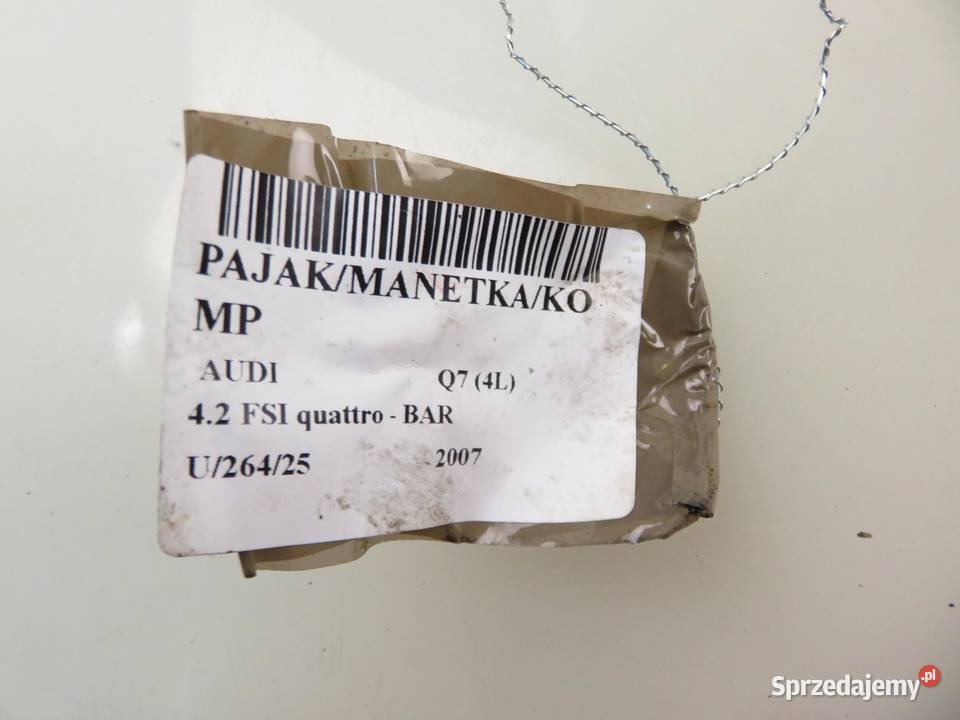 PAJAK/MANETKA/KO
MP
AUDI Q7 (4L)
4.2 FSI quattro - BAR
U/264/25 2007
Sprzedajemy.pl